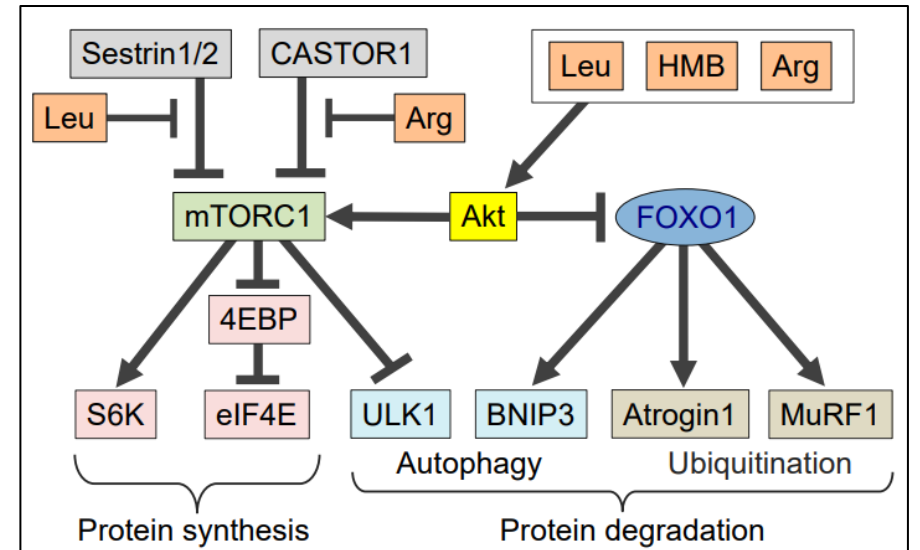 Sestrin1/2
CASTOR1
Leu
HMB
Arg
Leu
Arg
mTORC1
Akt
FOXO1
4EBP
S6K
eIF4E
ULK1
BNIP3
Atrogin1
MuRF1
Autophagy
Ubiquitination
Protein synthesis
Protein degradation